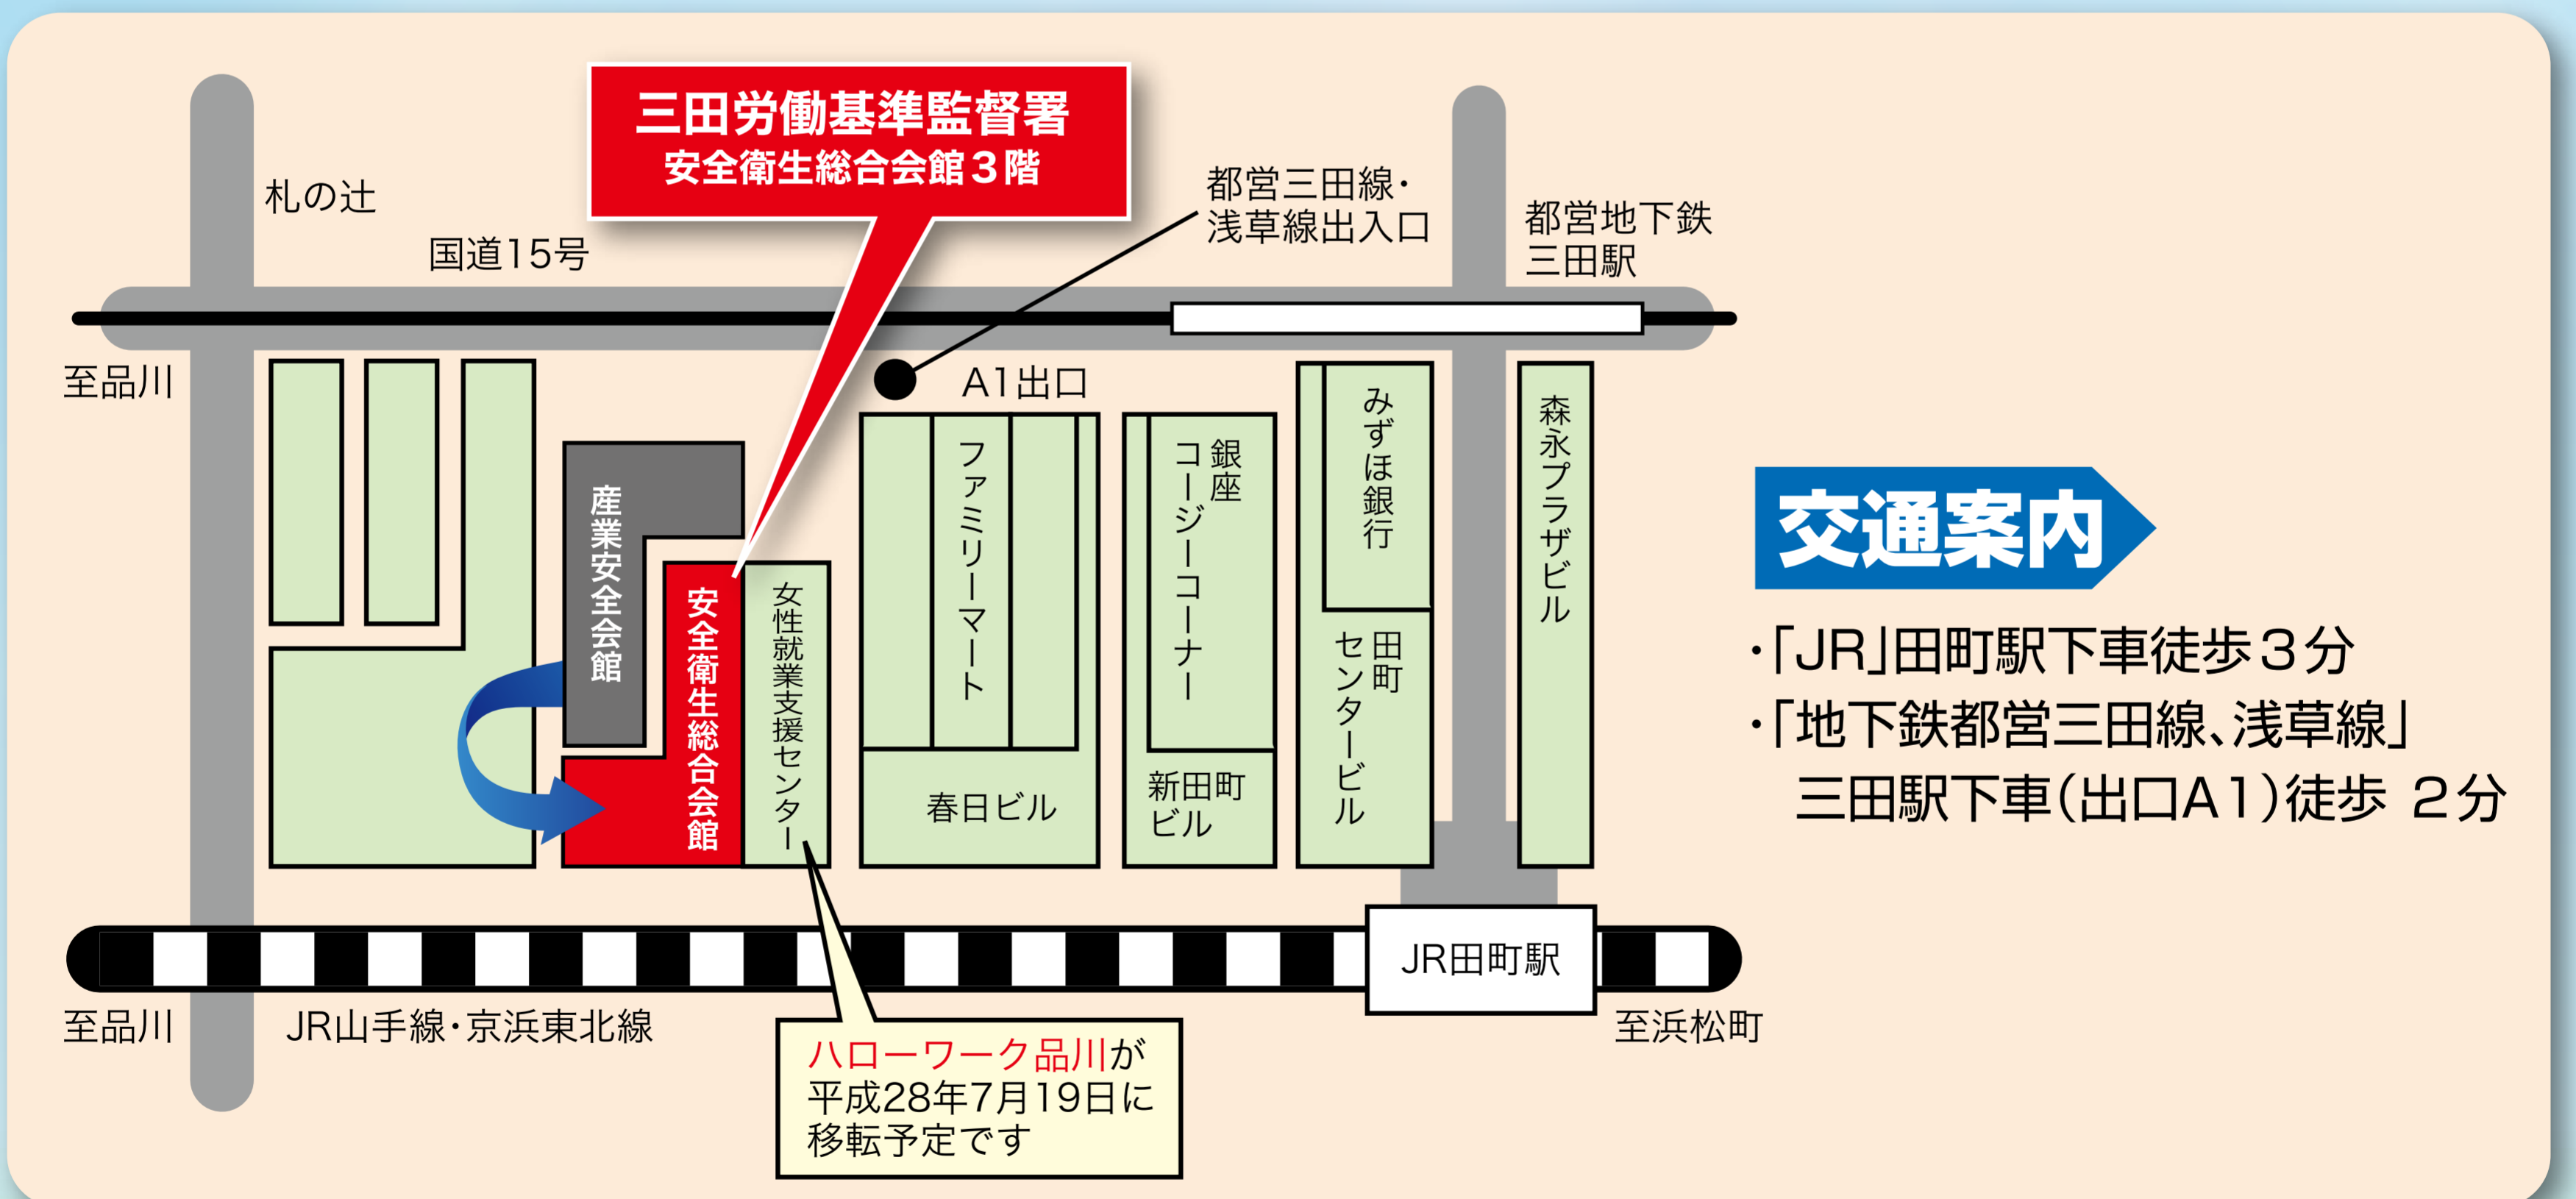 三田労働基準監督署
安全衛生総合会館3階
札の辻
国道15号
都営三田線・
浅草線出入口
都営地下鉄
三田駅
至品川
A1出口
産業安全会館
安全衛生総合会館
女性就業支援センター
ファミリーマート
春日ビル
銀座
コージーコーナー
新田町
ビル
みずほ銀行
田町
センタービル
森永プラザビル
交通案内
・「JR」田町駅下車徒歩3分
・「地下鉄都営三田線、浅草線」
三田駅下車(出口A1)徒歩 2分
JR田町駅
至品川
JR山手線・京浜東北線
至浜松町
ハローワーク品川が
平成28年7月19日に
移転予定です